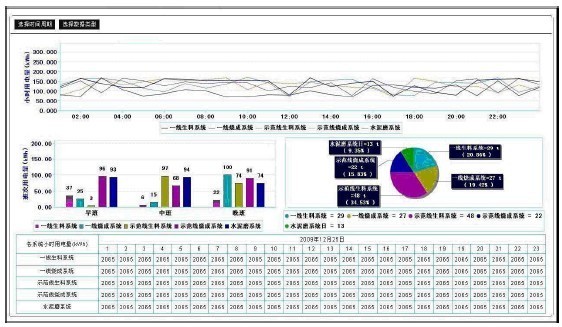 选择时间周期 选择数据类型
小时用电量(kWh)
300.000
250.000
200.000
150.000
100.000
50.000
0.000
02:00 04:00 06:00 08:00 10:00 12:00 14:00 16:00 18:00 20:00 22:00
一线生料系统 一线烧成系统 示范线生料系统 示范线烧成系统 水泥磨系统
班次用电量(kWh)
200.00
150.00
100.00
50.00
0.00
37 25 3 96 93
6 15 97 68 94
22 100 74 91 74
早班 中班 晚班
一线生料系统 一线烧成系统 示范线生料系统 示范线烧成系统 水泥磨系统
水泥磨系统日=13 t
( 9.35% )
示范线烧成系统
=22 t
( 15.83% )
示范线生料系统
=48 t
( 34.53% )
一线生料系统=29 t
( 20.86% )
一线烧成系统=27 t
( 19.42% )
一线生料系统 = 29 一线烧成系统 = 27 示范线生料系统 = 48 示范线烧成系统 = 22
水泥磨系统日 = 13
各系统小时用电量(kWh) 2009年12月25日
1 2 3 4 5 6 7 8 9 10 11 12 13 14 15 16 17 18 19 20 21 22 23
一线生料系统 2065 2065 2065 2065 2065 2065 2065 2065 2065 2065 2065 2065 2065 2065 2065 2065 2065 2065 2065 2065 2065 2065 2065
一线烧成系统 2065 2065 2065 2065 2065 2065 2065 2065 2065 2065 2065 2065 2065 2065 2065 2065 2065 2065 2065 2065 2065 2065 2065
示范线生料系统 2065 2065 2065 2065 2065 2065 2065 2065 2065 2065 2065 2065 2065 2065 2065 2065 2065 2065 2065 2065 2065 2065 2065
示范线烧成系统 2065 2065 2065 2065 2065 2065 2065 2065 2065 2065 2065 2065 2065 2065 2065 2065 2065 2065 2065 2065 2065 2065 2065
水泥磨系统 2065 2065 2065 2065 2065 2065 2065 2065 2065 2065 2065 2065 2065 2065 2065 2065 2065 2065 2065 2065 2065 2065 2065